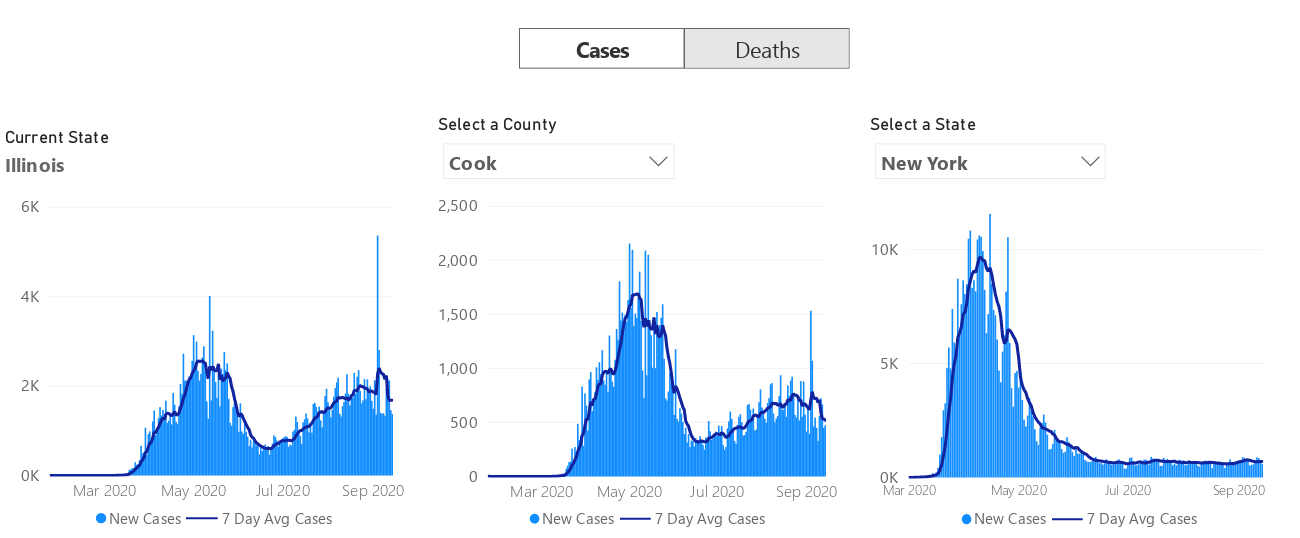 Cases Deaths
Current State
Illinois
6K
4K
2K
0K
Mar 2020 May 2020 Jul 2020 Sep 2020
New Cases 7 Day Avg Cases
Select a County
Cook
2,500
2,000
1,500
1,000
500
0
Mar 2020 May 2020 Jul 2020 Sep 2020
New Cases 7 Day Avg Cases
Select a State
New York
10K
5K
0K
Mar 2020 May 2020 Jul 2020 Sep 2020
New Cases 7 Day Avg Cases